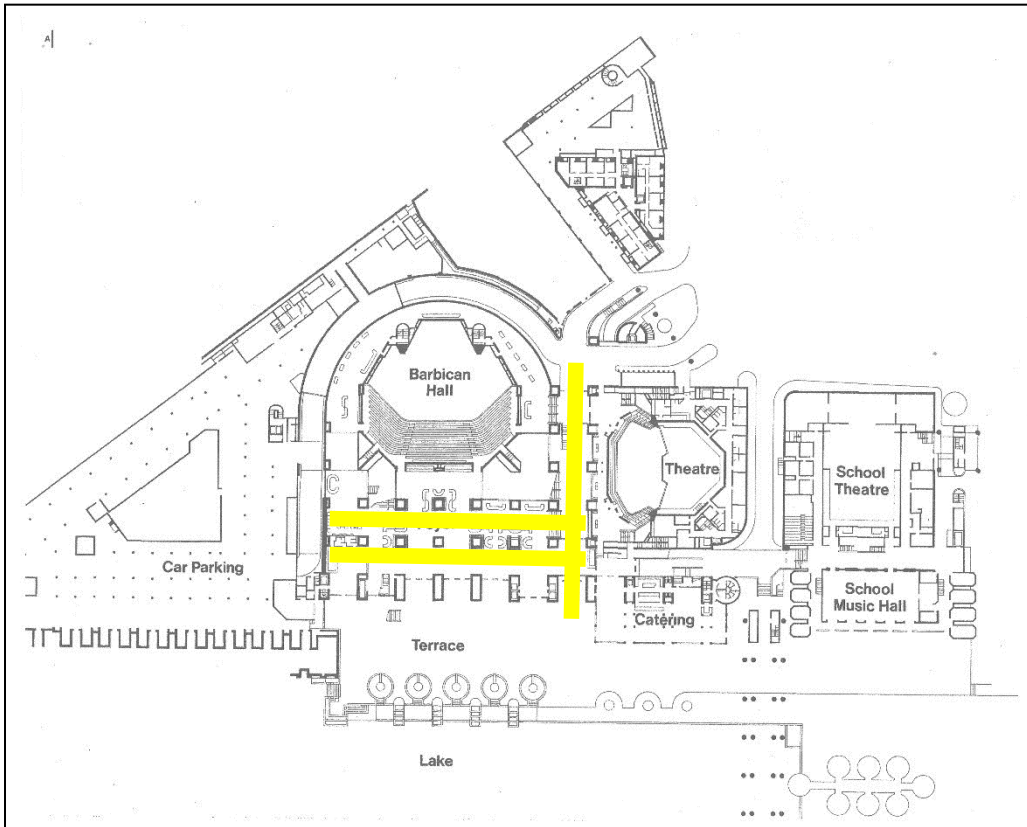 A
Barbican
Hall
Theatre
School
Theatre
C
Car Parking
School
Music Hall
Catering
Terrace
Lake